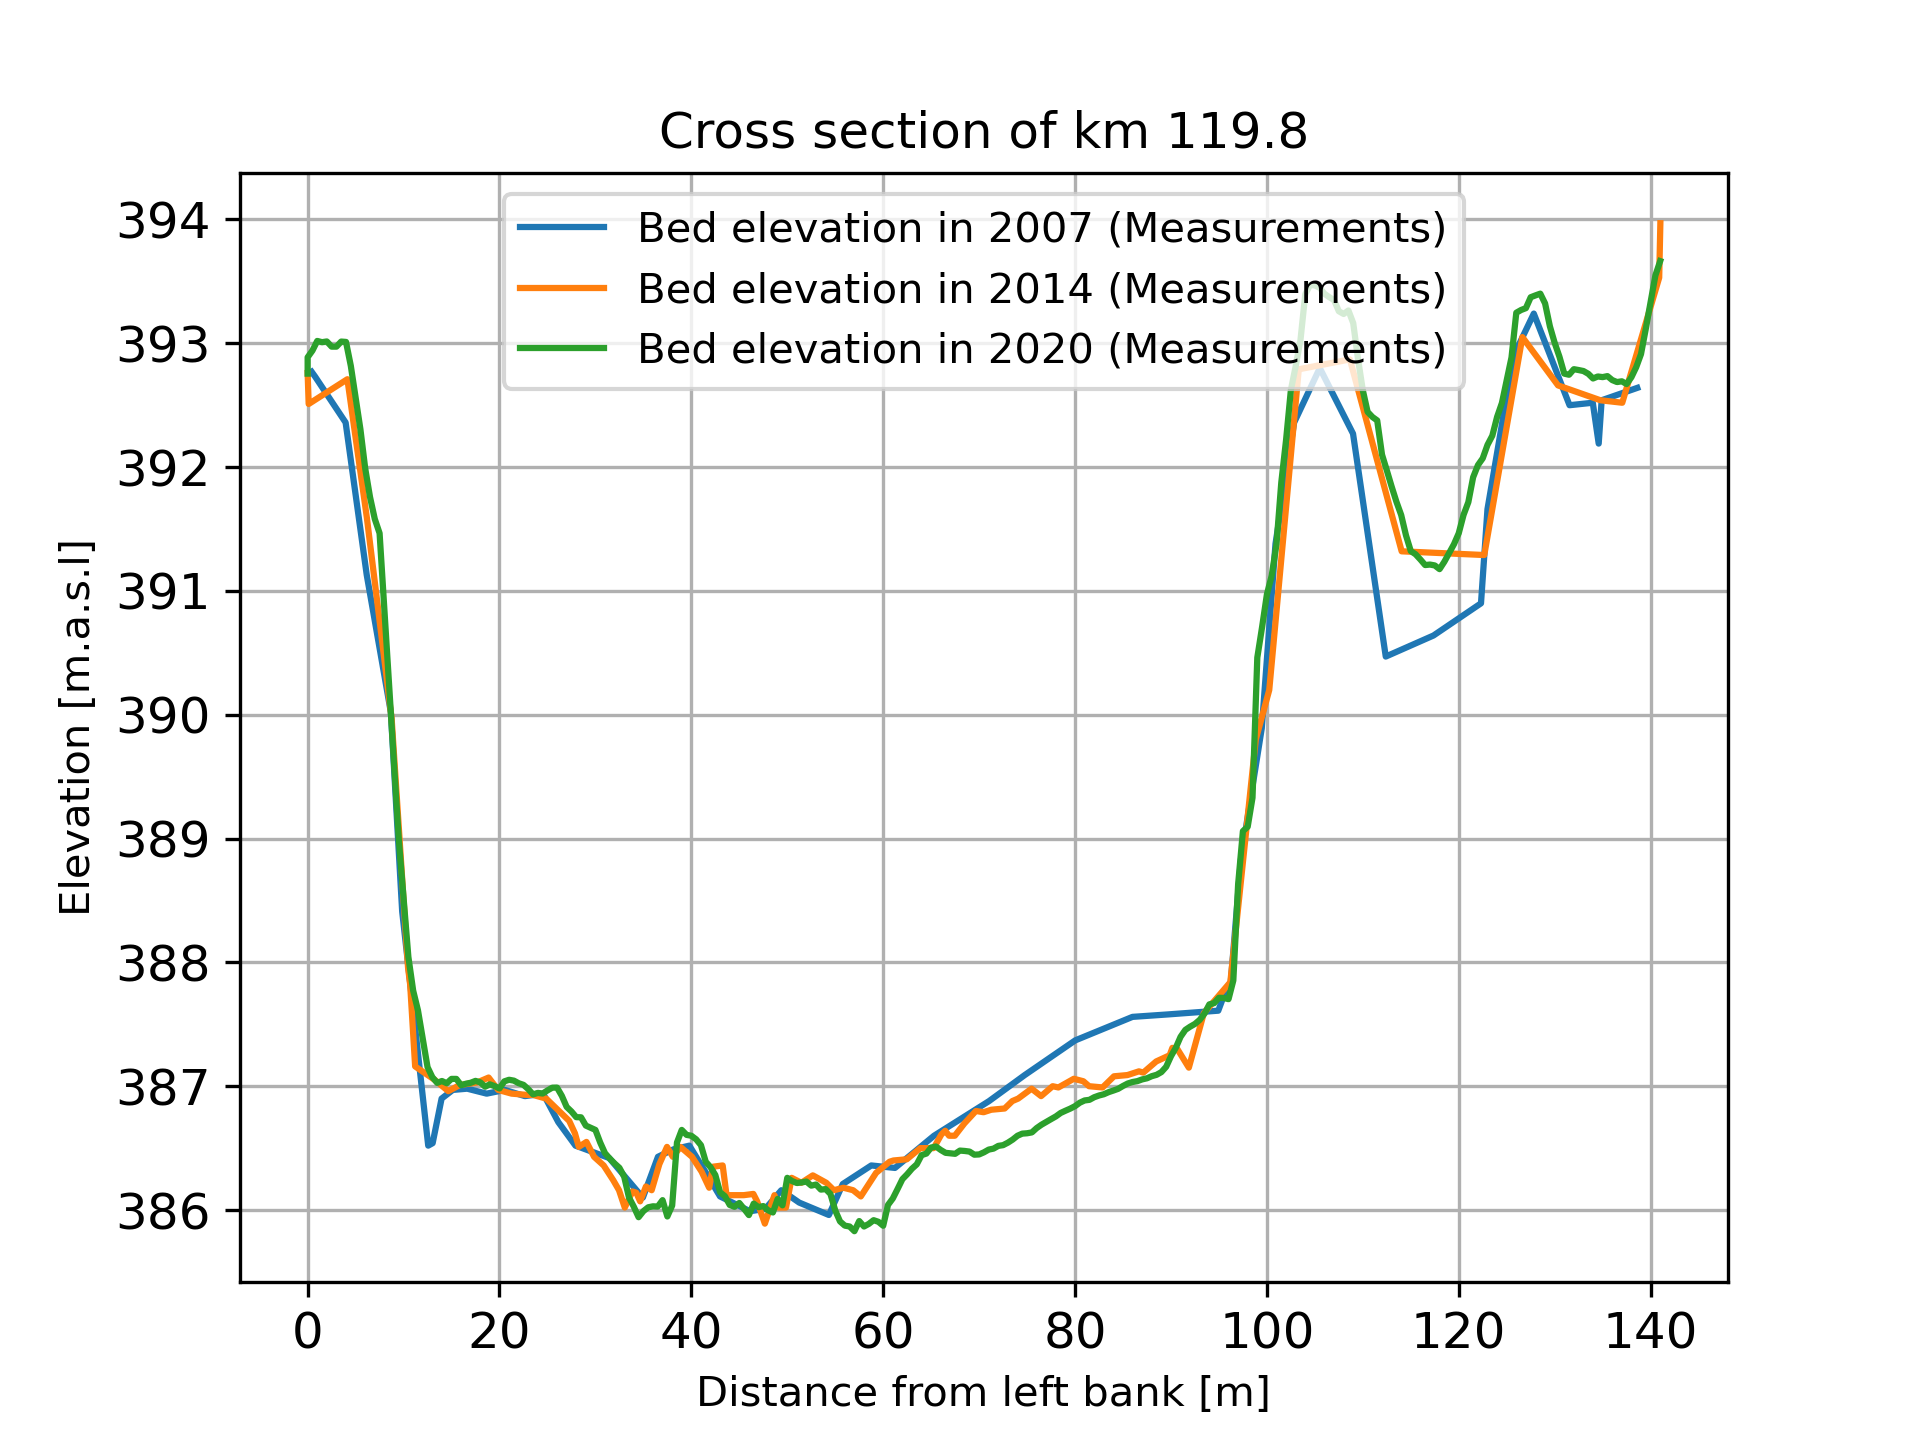 Cross section of km 119.8
Bed elevation in 2007 (Measurements)
Bed elevation in 2014 (Measurements)
Bed elevation in 2020 (Measurements)
Elevation [m.a.s.l]
394
393
392
391
390
389
388
387
386
0 20 40 60 80 100 120 140
Distance from left bank [m]